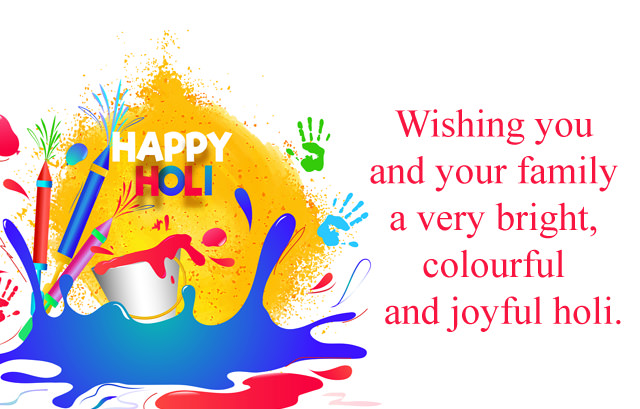 HAPPY
HOLI
Wishing you
and your family
a very bright,
colourful
and joyful holi.